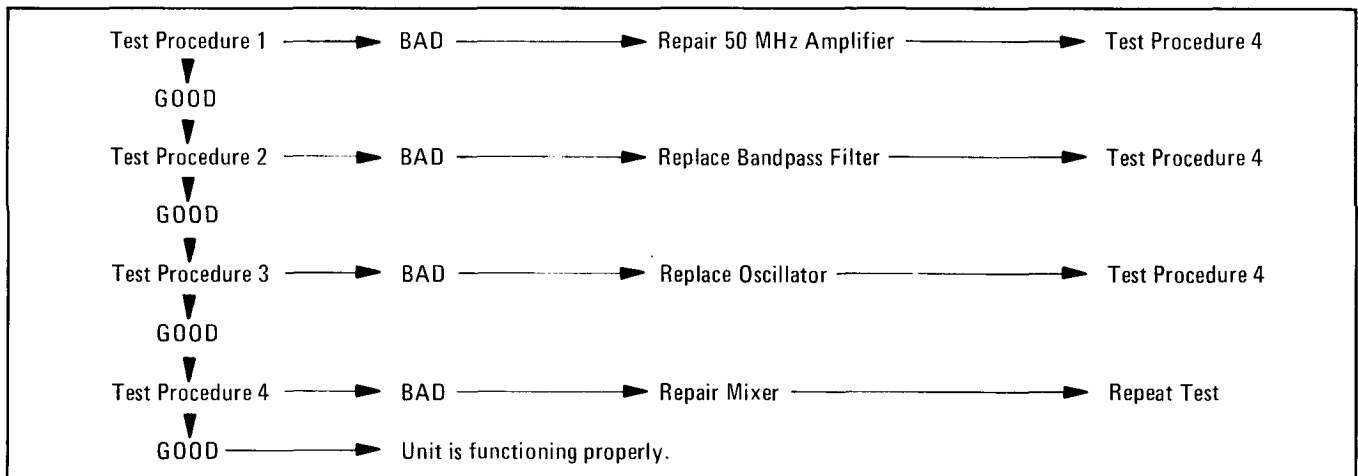 Test Procedure 1 BAD Repair 50 MHz Amplifier Test Procedure 4
GOOD
Test Procedure 2 BAD Replace Bandpass Filter Test Procedure 4
GOOD
Test Procedure 3 BAD Replace Oscillator Test Procedure 4
GOOD
Test Procedure 4 BAD Repair Mixer Repeat Test
GOOD Unit is functioning properly.